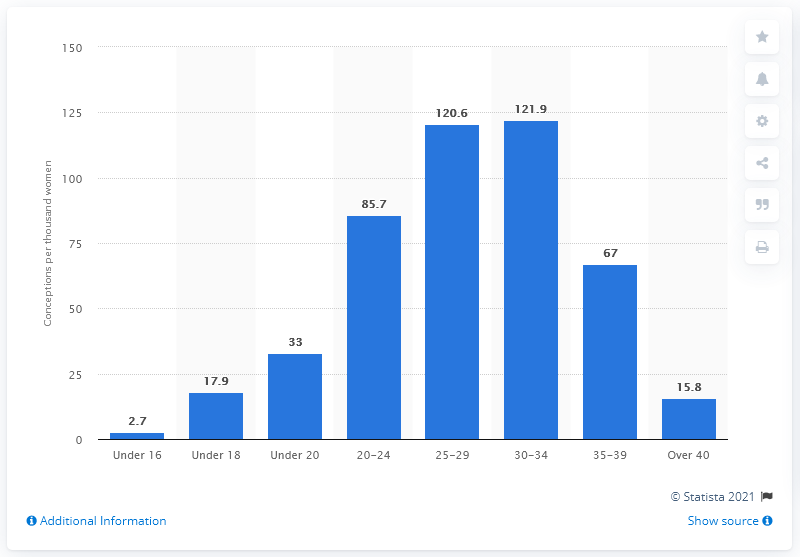 150
125
100
75
50
25
0
Conceptions per thousand women
2.7
17.9
33
85.7
120.6
121.9
67
15.8
Under 16
Under 18
Under 20
20–24
25–29
30–34
35–39
Over 40
© Statista 2021
Additional Information
Show source